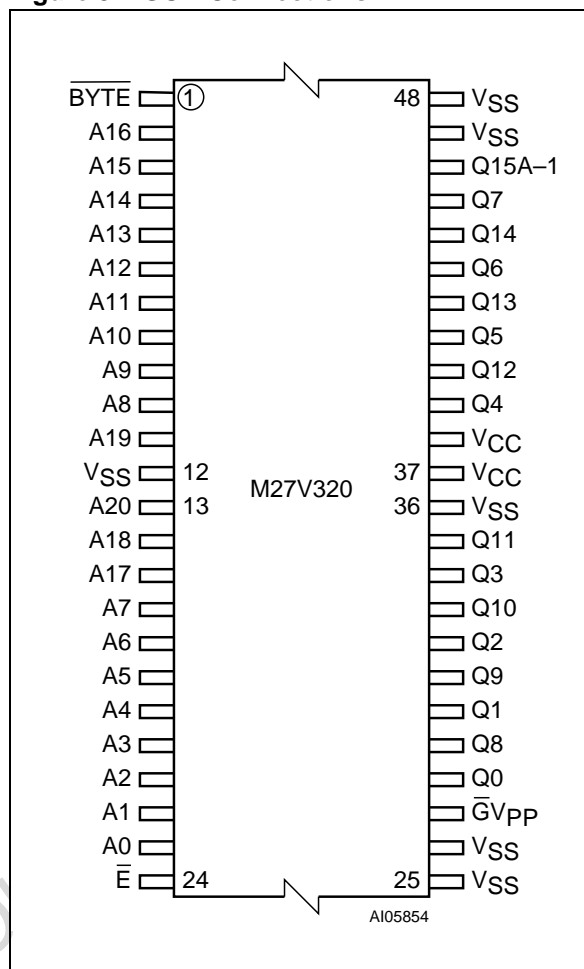 BYTE 1 48 VSS
A16 VSS
A15 Q15A–1
A14 Q7
A13 Q14
A12 Q6
A11 Q13
A10 Q5
A9 Q12
A8 Q4
A19 VCC
VSS 12 M27V320 37 VCC
A20 13 36 VSS
A18 Q11
A17 Q3
A7 Q10
A6 Q2
A5 Q9
A4 Q1
A3 Q8
A2 Q0
A1 GVPP
A0 VSS
E 24 25 VSS
AI05854